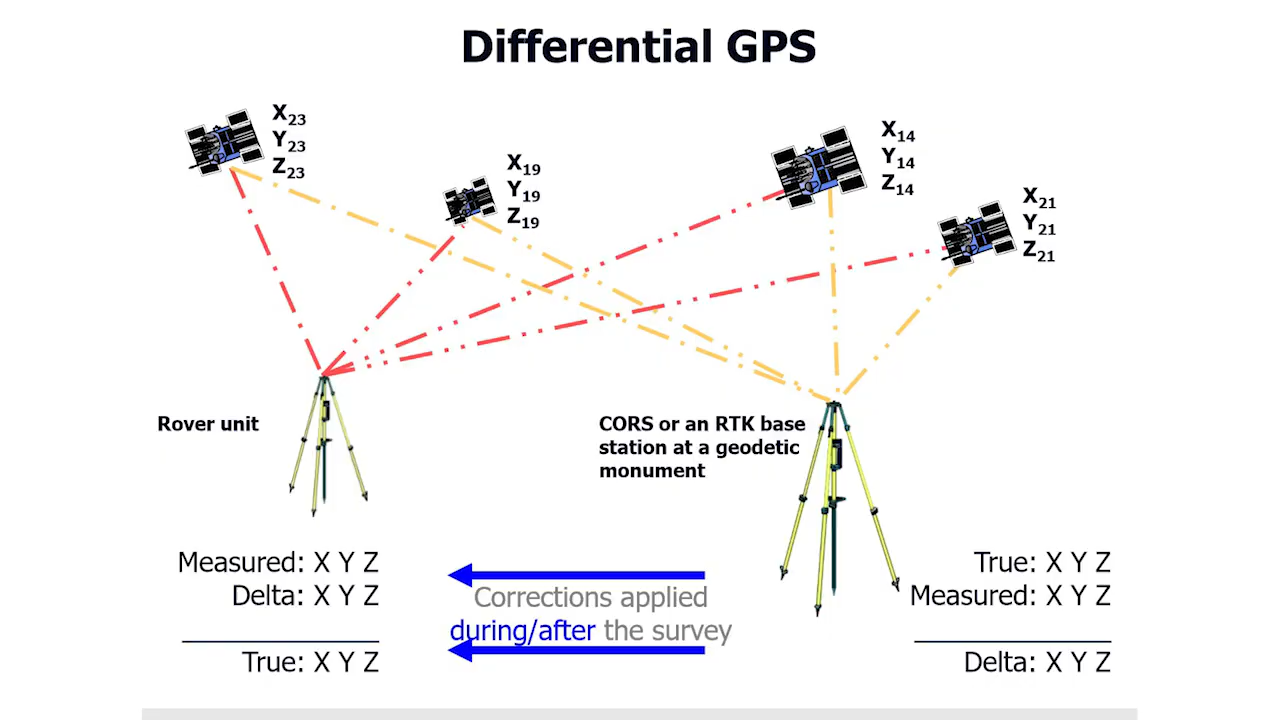 Differential GPS
X23
Y23
Z23
X19
Y19
Z19
X14
Y14
Z14
X21
Y21
Z21
Rover unit
CORS or an RTK base
station at a geodetic
monument
Measured: X Y Z
Delta: X Y Z
True: X Y Z
Corrections applied
during/after the survey
True: X Y Z
Measured: X Y Z
Delta: X Y Z